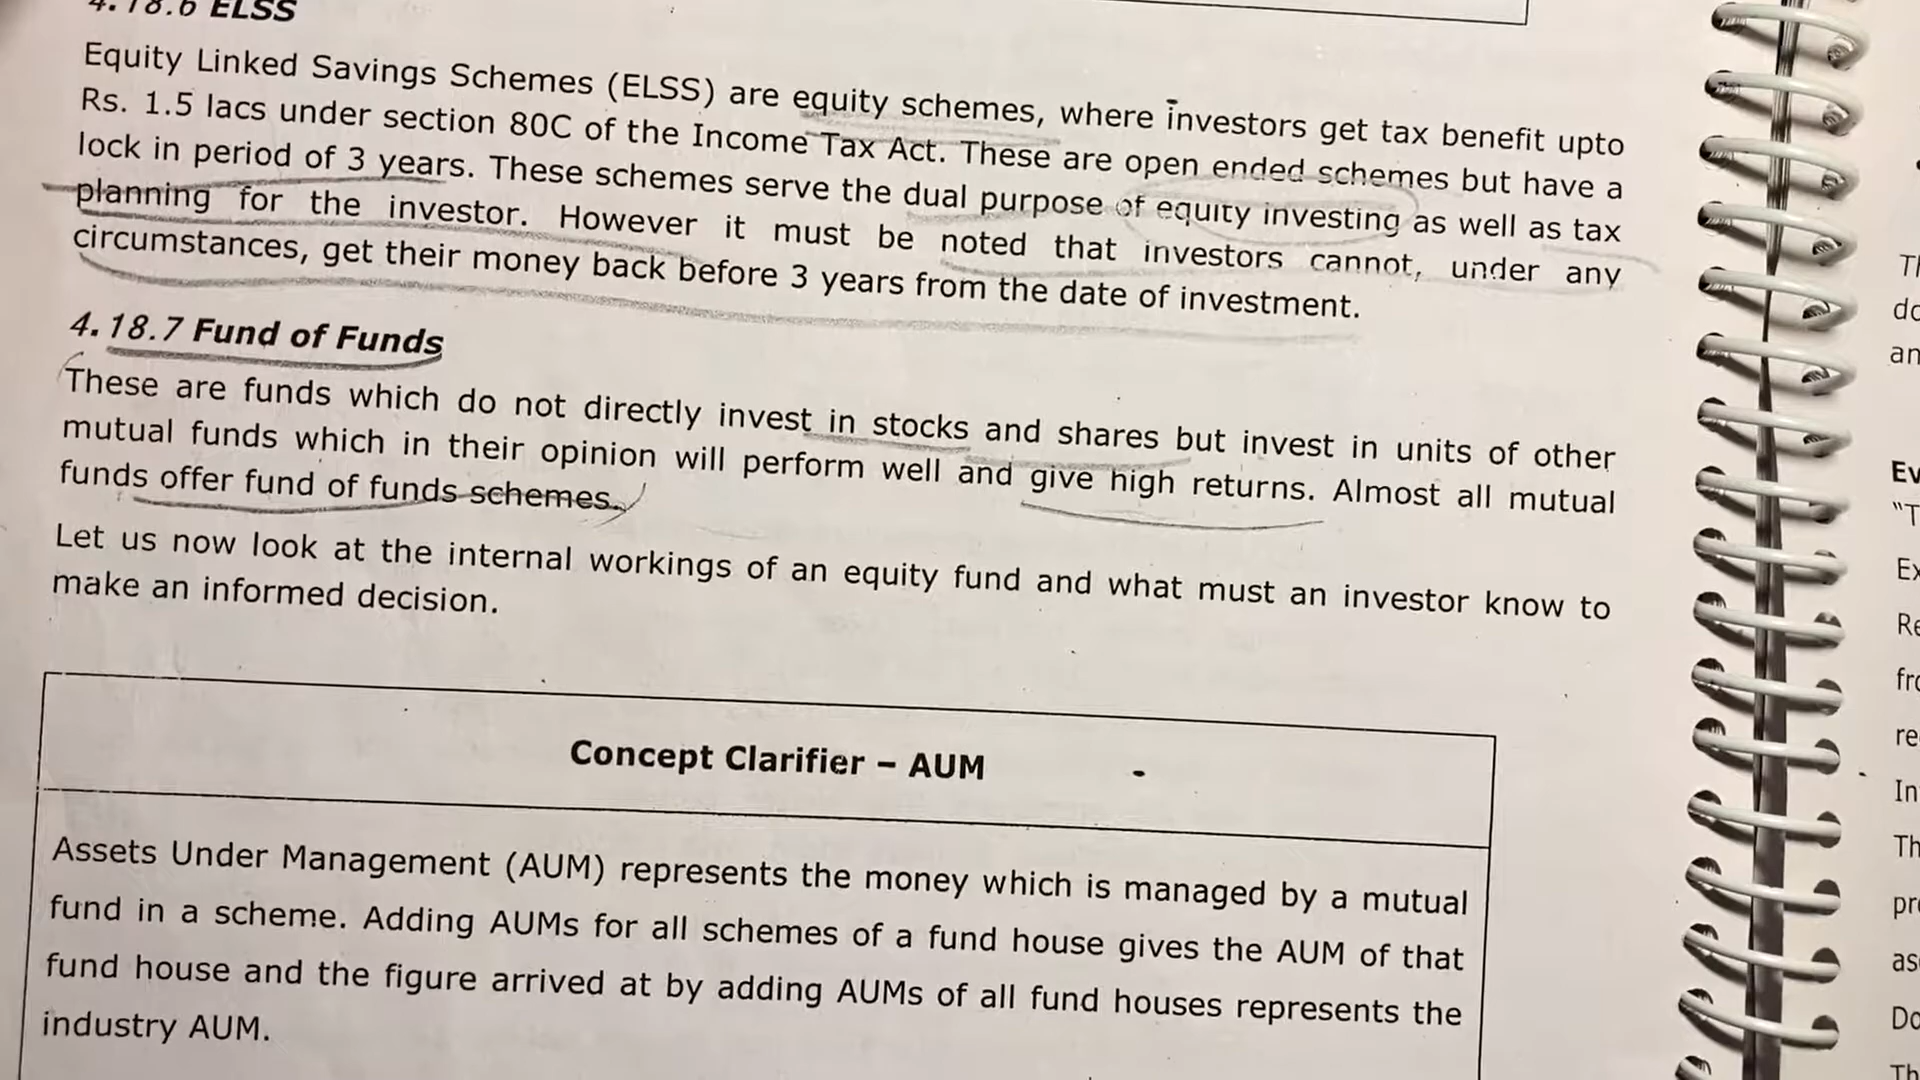 4.18.6 ELSS
Equity Linked Savings Schemes (ELSS) are equity schemes, where investors get tax benefit upto
Rs. 1.5 lacs under section 80C of the Income Tax Act. These are open ended schemes but have a
lock in period of 3 years. These schemes serve the dual purpose of equity investing as well as tax
planning for the investor. However it must be noted that investors cannot, under any
circumstances, get their money back before 3 years from the date of investment.
4.18.7 Fund of Funds
These are funds which do not directly invest in stocks and shares but invest in units of other
mutual funds which in their opinion will perform well and give high returns. Almost all mutual
funds offer fund of funds schemes.
Let us now look at the internal workings of an equity fund and what must an investor know to
make an informed decision.
Concept Clarifier – AUM
Assets Under Management (AUM) represents the money which is managed by a mutual
fund in a scheme. Adding AUMs for all schemes of a fund house gives the AUM of that
fund house and the figure arrived at by adding AUMs of all fund houses represents the
industry AUM.